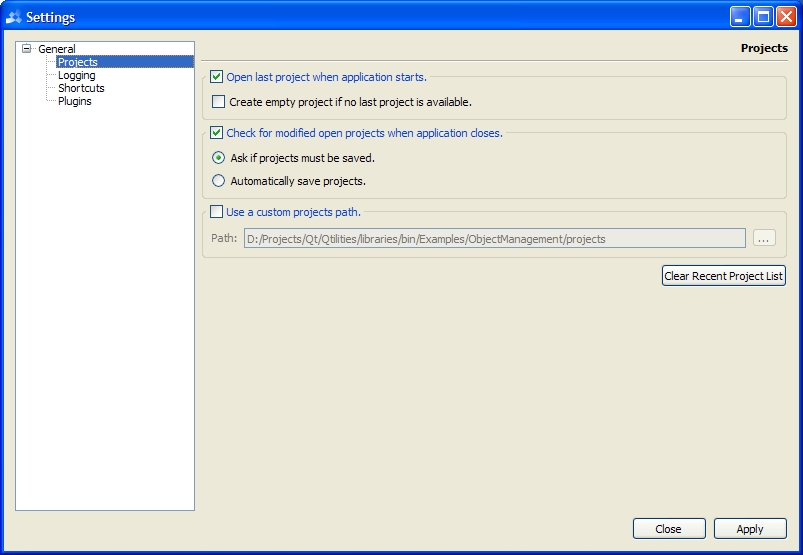 Settings
General
Projects
Logging
Shortcuts
Plugins
Projects
Open last project when application starts.
Create empty project if no last project is available.
Check for modified open projects when application closes.
Ask if projects must be saved.
Automatically save projects.
Use a custom projects path.
Path: D:/Projects/Qt/Qtilities/libraries/bin/Examples/ObjectManagement/projects ...
Clear Recent Project List
Close Apply